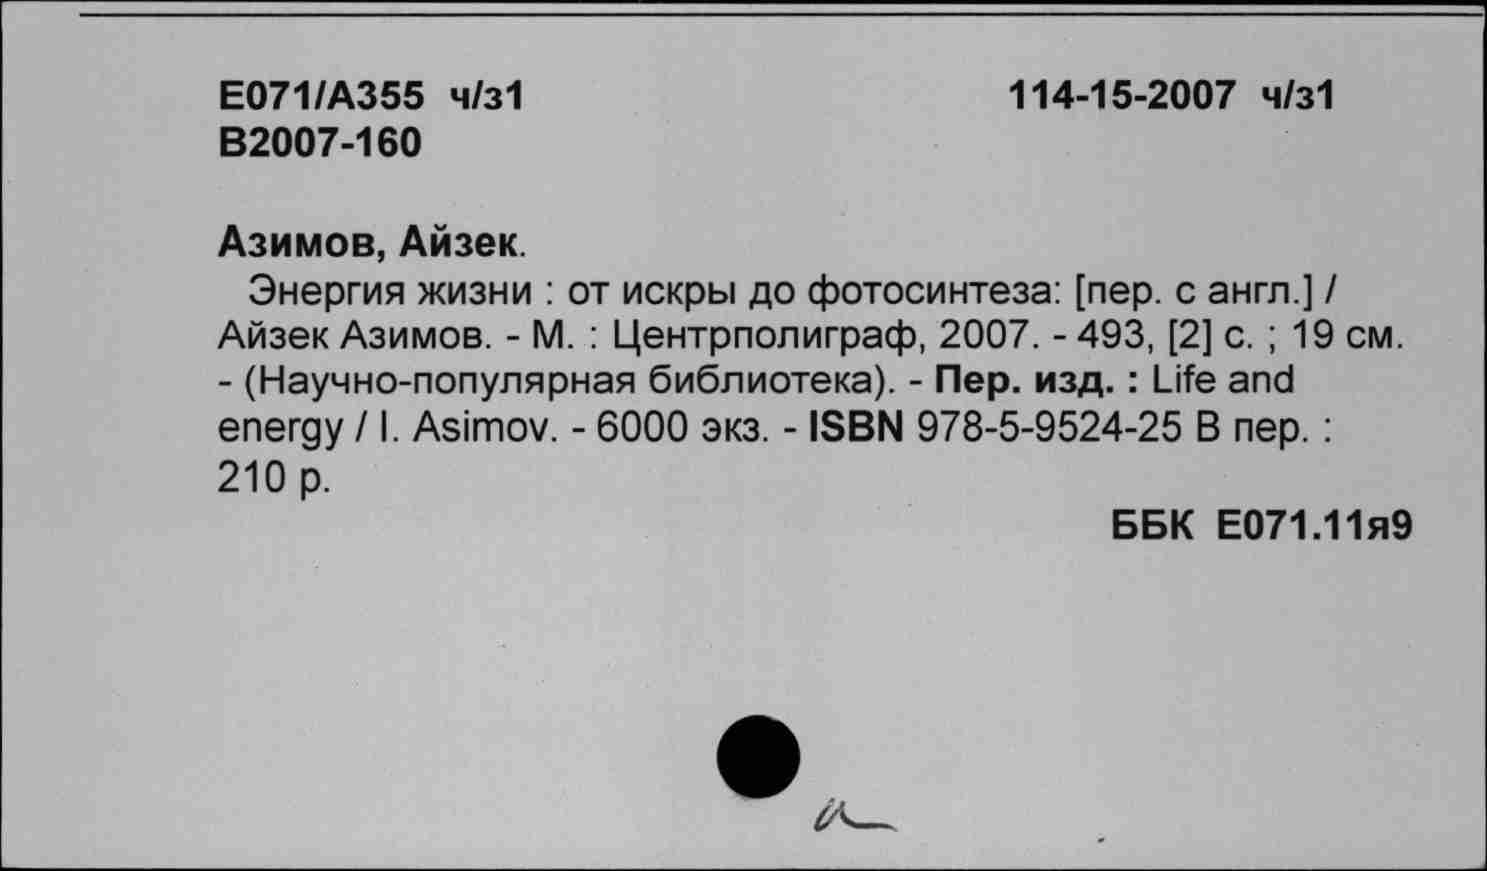 Е071/А355 ч/з1 114-15-2007 ч/з1
В2007-160
Азимов, Айзек.
Энергия жизни : от искры до фотосинтеза: [пер. с англ.] /
Айзек Азимов. - М. : Центрполиграф, 2007. - 493, [2] с. ; 19 см.
- (Научно-популярная библиотека). - Пер. изд. : Life and
energy / I. Asimov. - 6000 экз. - ISBN 978-5-9524-25 В пер. :
210 р.
ББК Е071.11я9